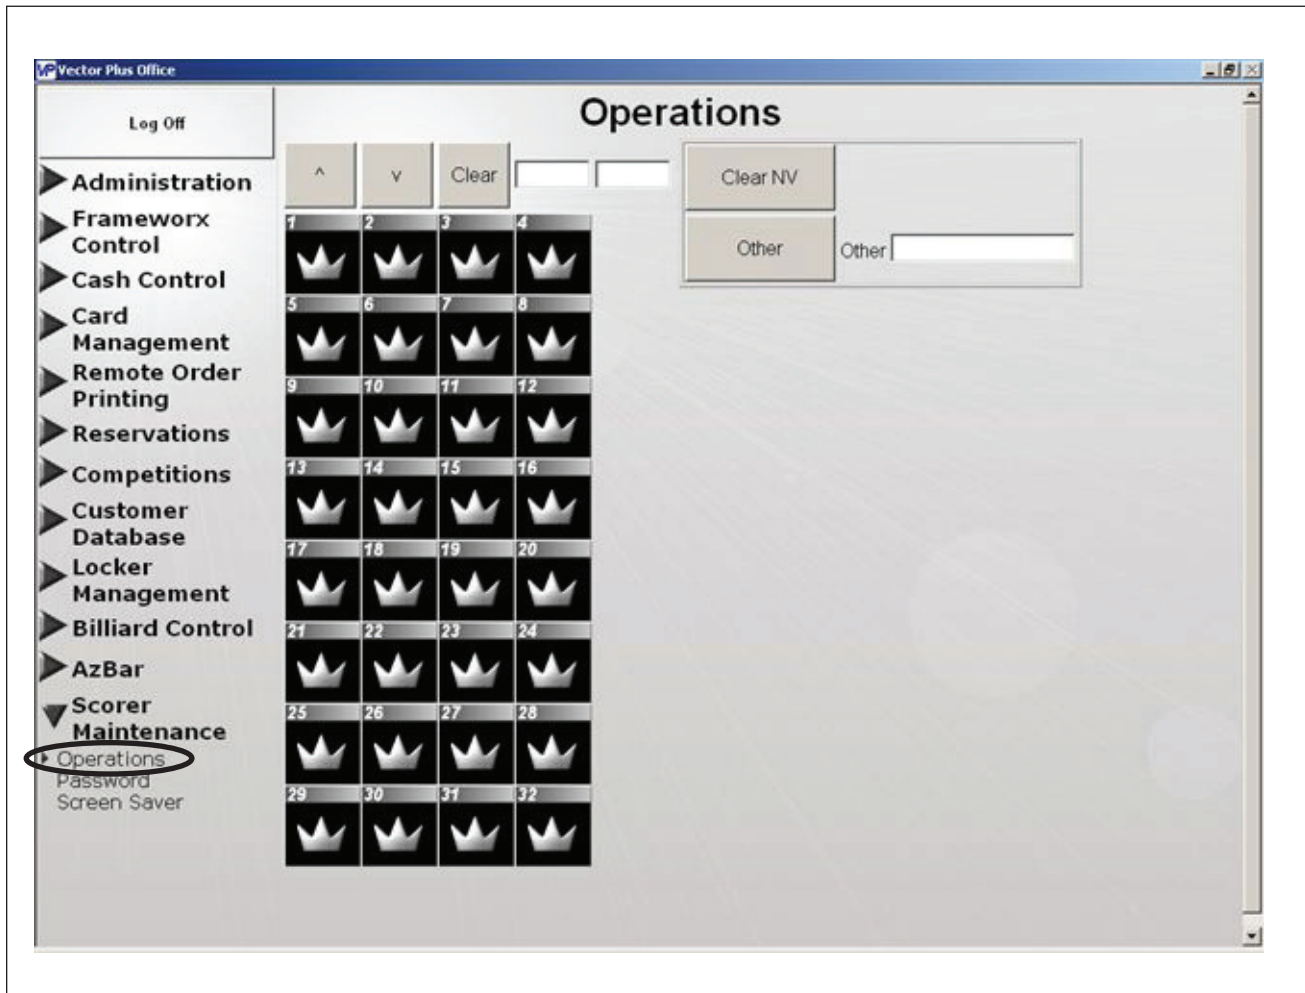 VP Vector Plus Office
Log Off
Operations
Administration
Frameworx
Control
Cash Control
Card
Management
Remote Order
Printing
Reservations
Competitions
Customer
Database
Locker
Management
Billiard Control
AzBar
Scorer
Maintenance
Operations
Password
Screen Saver
^ v Clear
Clear NV
Other Other
1 2 3 4
5 6 7 8
9 10 11 12
13 14 15 16
17 18 19 20
21 22 23 24
25 26 27 28
29 30 31 32